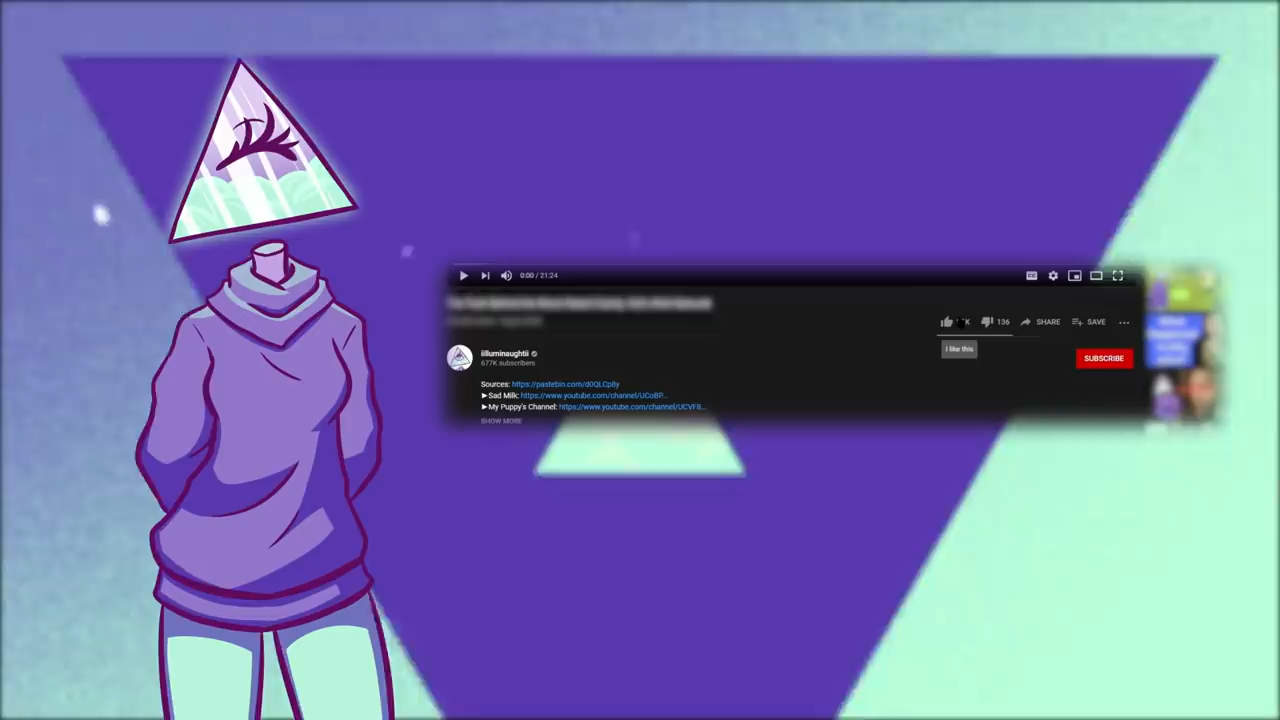 0:00 / 21:24
136
SHARE
SAVE
I like this
iilluminaughtii
677K subscribers
SUBSCRIBE
Sources: https://pastebin.com/d0QLCp8y
►Sad Milk: https://www.youtube.com/channel/UCoBP...
►My Puppy's Channel: https://www.youtube.com/channel/UCVF8...
SHOW MORE